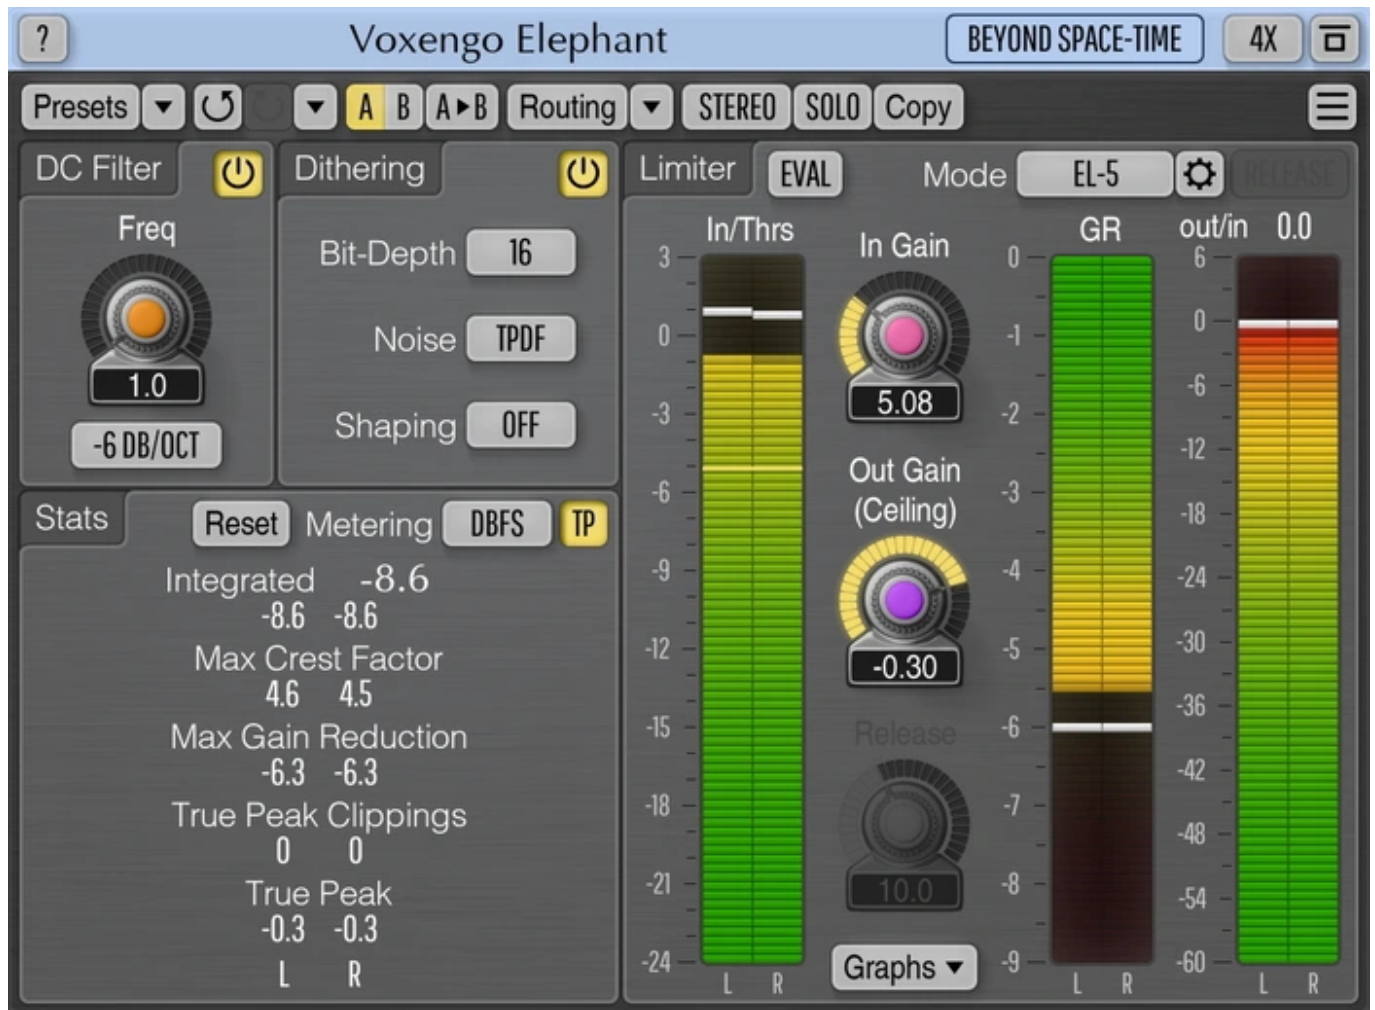 ?
Voxengo Elephant
BEYOND SPACE-TIME
4X
Presets
A B A▸B
Routing
STEREO SOLO Copy
DC Filter
Freq
1.0
-6 DB/OCT
Dithering
Bit-Depth 16
Noise TPDF
Shaping OFF
Stats
Reset Metering DBFS TP
Integrated -8.6
-8.6 -8.6
Max Crest Factor
4.6 4.5
Max Gain Reduction
-6.3 -6.3
True Peak Clippings
0 0
True Peak
-0.3 -0.3
L R
Limiter
EVAL
Mode EL-5 RELEASE
In/Thrs
3
0
-3
-6
-9
-12
-15
-18
-21
-24
L R
In Gain
5.08
Out Gain
(Ceiling)
-0.30
Release
10.0
Graphs
GR
0
-1
-2
-3
-4
-5
-6
-7
-8
-9
L R
out/in 0.0
6
0
-6
-12
-18
-24
-30
-36
-42
-48
-54
-60
L R